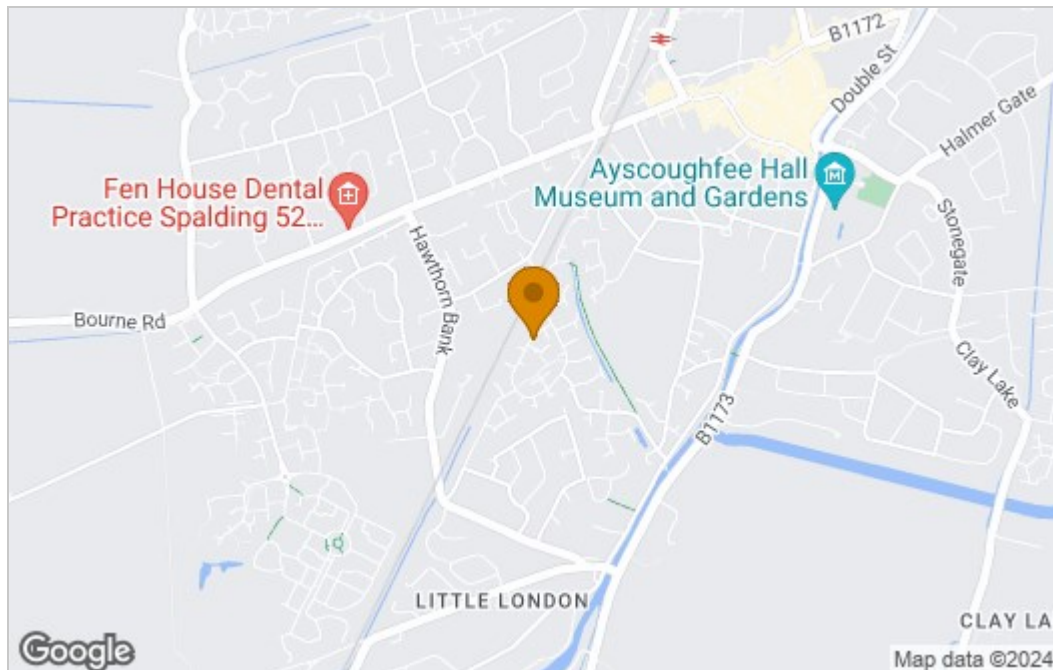 B1172
Double St
Halmer Gate
Ayscoughfee Hall
Museum and Gardens
M
Fen House Dental
Practice Spalding 52...
Stonegate
Hawthorn Bank
Bourne Rd
Clay Lake
B1173
LITTLE LONDON
CLAY LA
Google
Map data ©2024